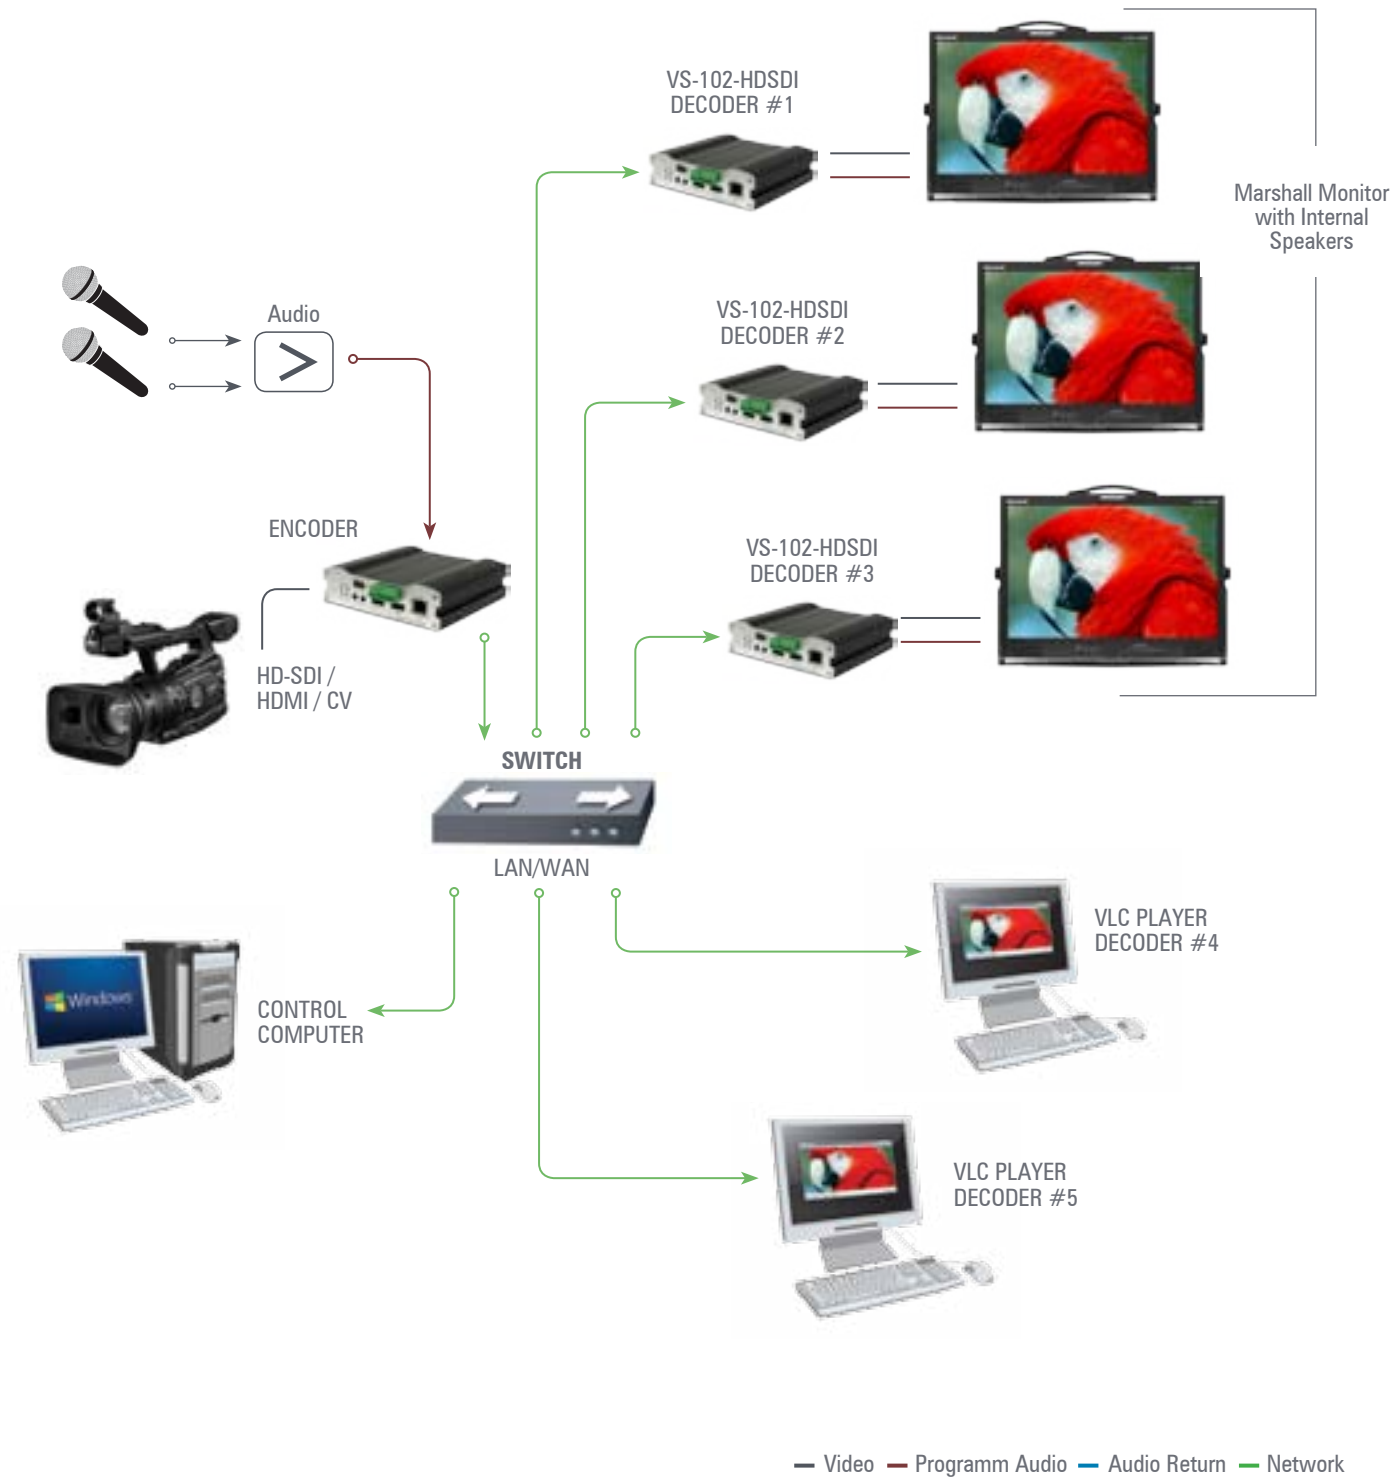 VS-102-HDSDI
DECODER #1
Marshall Monitor
with Internal
Speakers
Audio
VS-102-HDSDI
DECODER #2
ENCODER
VS-102-HDSDI
DECODER #3
HD-SDI /
HDMI / CV
SWITCH
LAN/WAN
VLC PLAYER
DECODER #4
Windows
CONTROL
COMPUTER
VLC PLAYER
DECODER #5
Video
Programm Audio
Audio Return
Network